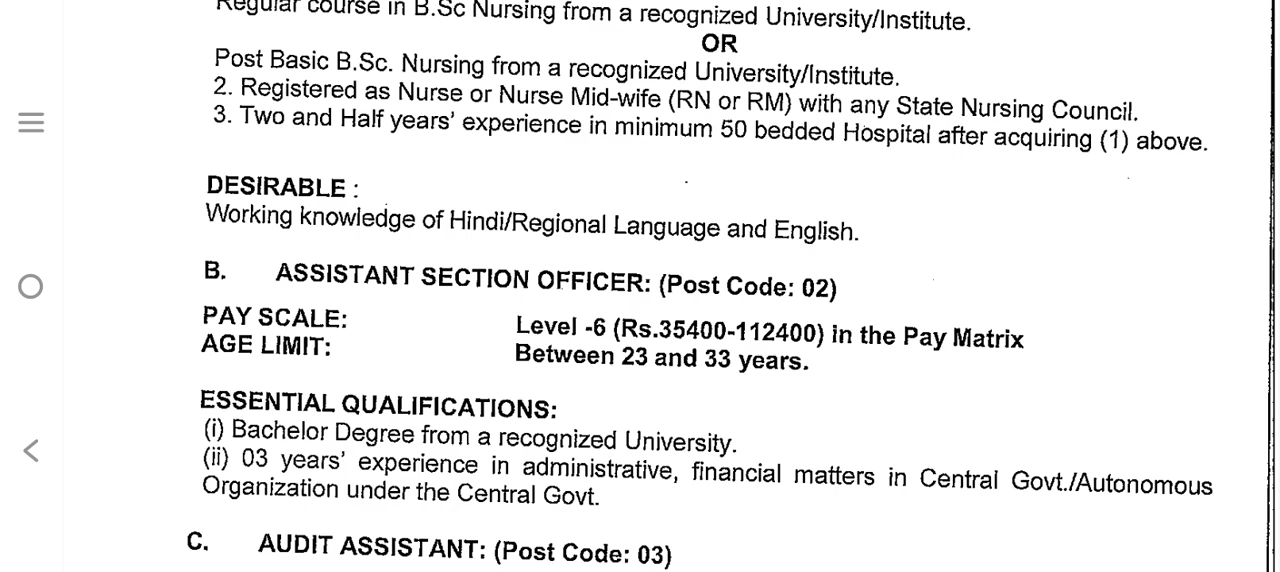 Regular course in B.Sc Nursing from a recognized University/Institute.
OR
Post Basic B.Sc. Nursing from a recognized University/Institute.
2. Registered as Nurse or Nurse Mid-wife (RN or RM) with any State Nursing Council.
3. Two and Half years' experience in minimum 50 bedded Hospital after acquiring (1) above.
DESIRABLE :
Working knowledge of Hindi/Regional Language and English.
B. ASSISTANT SECTION OFFICER: (Post Code: 02)
PAY SCALE: Level -6 (Rs.35400-112400) in the Pay Matrix
AGE LIMIT: Between 23 and 33 years.
ESSENTIAL QUALIFICATIONS:
(i) Bachelor Degree from a recognized University.
(ii) 03 years' experience in administrative, financial matters in Central Govt./Autonomous
Organization under the Central Govt.
C. AUDIT ASSISTANT: (Post Code: 03)